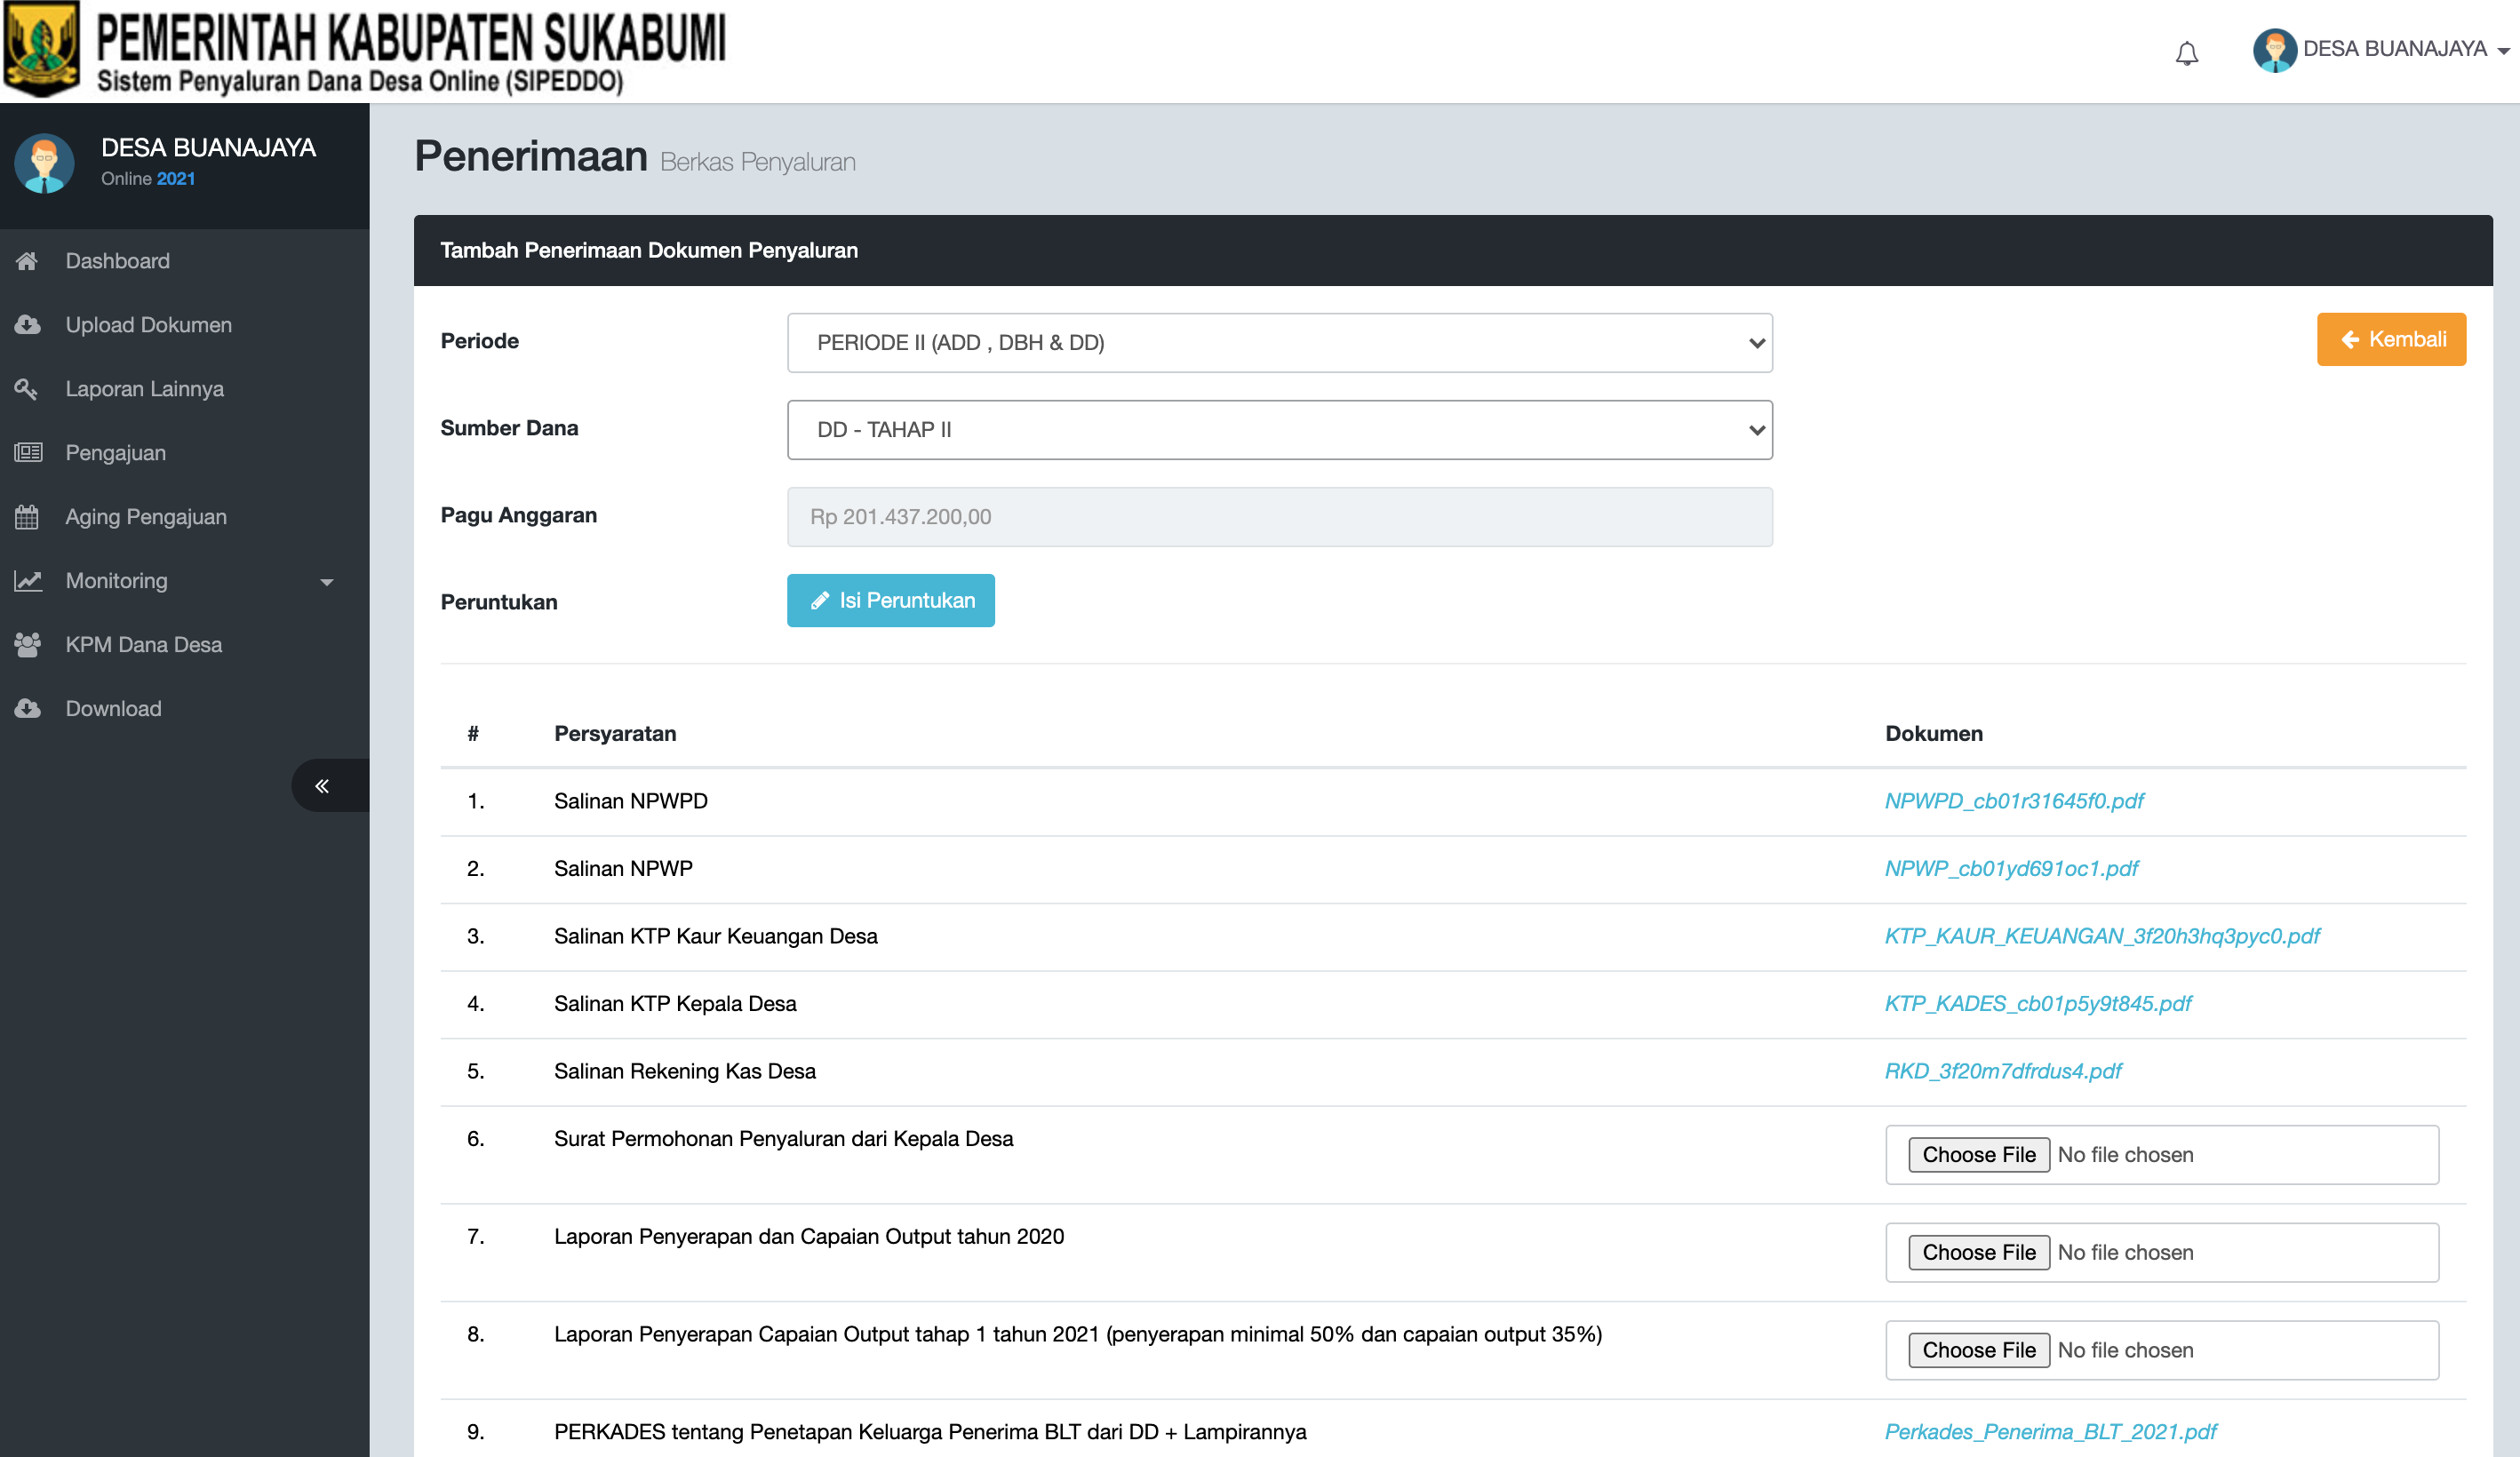 PEMERINTAH KABUPATEN SUKABUMI
Sistem Penyaluran Dana Desa Online (SIPEDDO)
DESA BUANAJAYA
DESA BUANAJAYA
Online 2021
Dashboard
Upload Dokumen
Laporan Lainnya
Pengajuan
Aging Pengajuan
Monitoring
KPM Dana Desa
Download
Penerimaan Berkas Penyaluran
Tambah Penerimaan Dokumen Penyaluran
Periode PERIODE II (ADD , DBH & DD) Kembali
Sumber Dana DD - TAHAP II
Pagu Anggaran Rp 201.437.200,00
Peruntukan Isi Peruntukan
# Persyaratan Dokumen
1. Salinan NPWPD NPWPD_cb01r31645f0.pdf
2. Salinan NPWP NPWP_cb01yd691oc1.pdf
3. Salinan KTP Kaur Keuangan Desa KTP_KAUR_KEUANGAN_3f20h3hq3pyc0.pdf
4. Salinan KTP Kepala Desa KTP_KADES_cb01p5y9t845.pdf
5. Salinan Rekening Kas Desa RKD_3f20m7dfrdus4.pdf
6. Surat Permohonan Penyaluran dari Kepala Desa Choose File No file chosen
7. Laporan Penyerapan dan Capaian Output tahun 2020 Choose File No file chosen
8. Laporan Penyerapan Capaian Output tahap 1 tahun 2021 (penyerapan minimal 50% dan capaian output 35%) Choose File No file chosen
9. PERKADES tentang Penetapan Keluarga Penerima BLT dari DD + Lampirannya Perkades_Penerima_BLT_2021.pdf